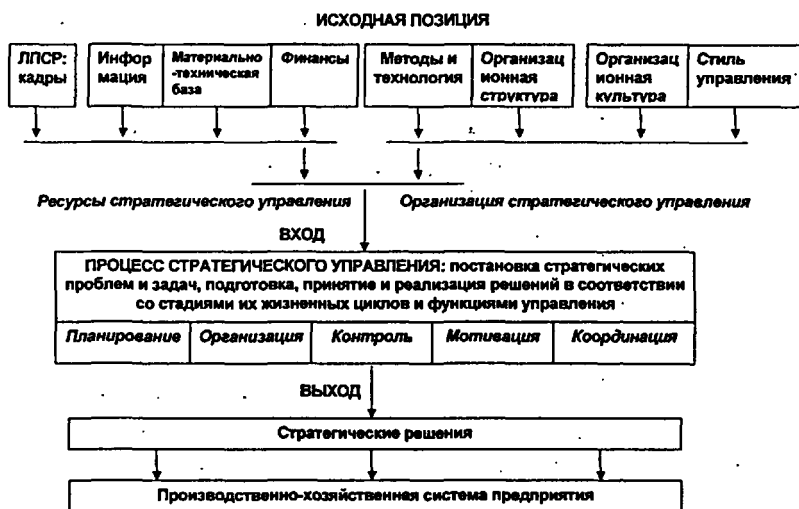 ИСХОДНАЯ ПОЗИЦИЯ
ЛПСР:
кадры
Инфор
мация
Материально
-техническая
база
Финансы
Методы и
технология
Организац
ионная
структура
Организац
ионная
культура
Стиль
управления
Ресурсы стратегического управления
Организация стратегического управления
ВХОД
ПРОЦЕСС СТРАТЕГИЧЕСКОГО УПРАВЛЕНИЯ: постановка стратегических
проблем и задач, подготовка, принятие и реализация решений в соответствии
со стадиями их жизненных циклов и функциями управления
Планирование
Организация
Контроль
Мотивация
Координация
ВЫХОД
Стратегические решения
Производственно-хозяйственная система предприятия